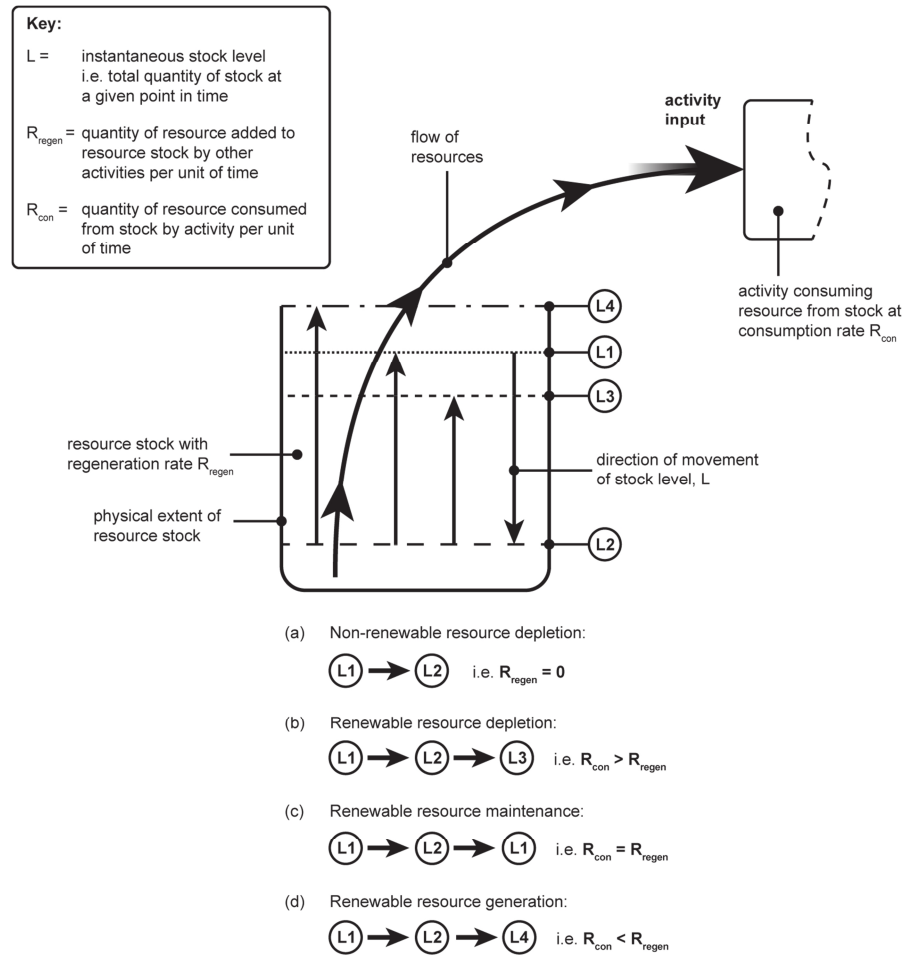 Key:
L = instantaneous stock level
i.e. total quantity of stock at
a given point in time
Rregen = quantity of resource added to
resource stock by other
activities per unit of time
Rcon = quantity of resource consumed
from stock by activity per unit
of time
flow of
resources
activity
input
activity consuming
resource from stock at
consumption rate Rcon
L4
L1
L3
resource stock with
regeneration rate Rregen
direction of movement
of stock level, L
physical extent of
resource stock
L2
(a) Non-renewable resource depletion:
L1 L2 i.e. Rregen = 0
(b) Renewable resource depletion:
L1 L2 L3 i.e. Rcon > Rregen
(c) Renewable resource maintenance:
L1 L2 L1 i.e. Rcon = Rregen
(d) Renewable resource generation:
L1 L2 L4 i.e. Rcon < Rregen